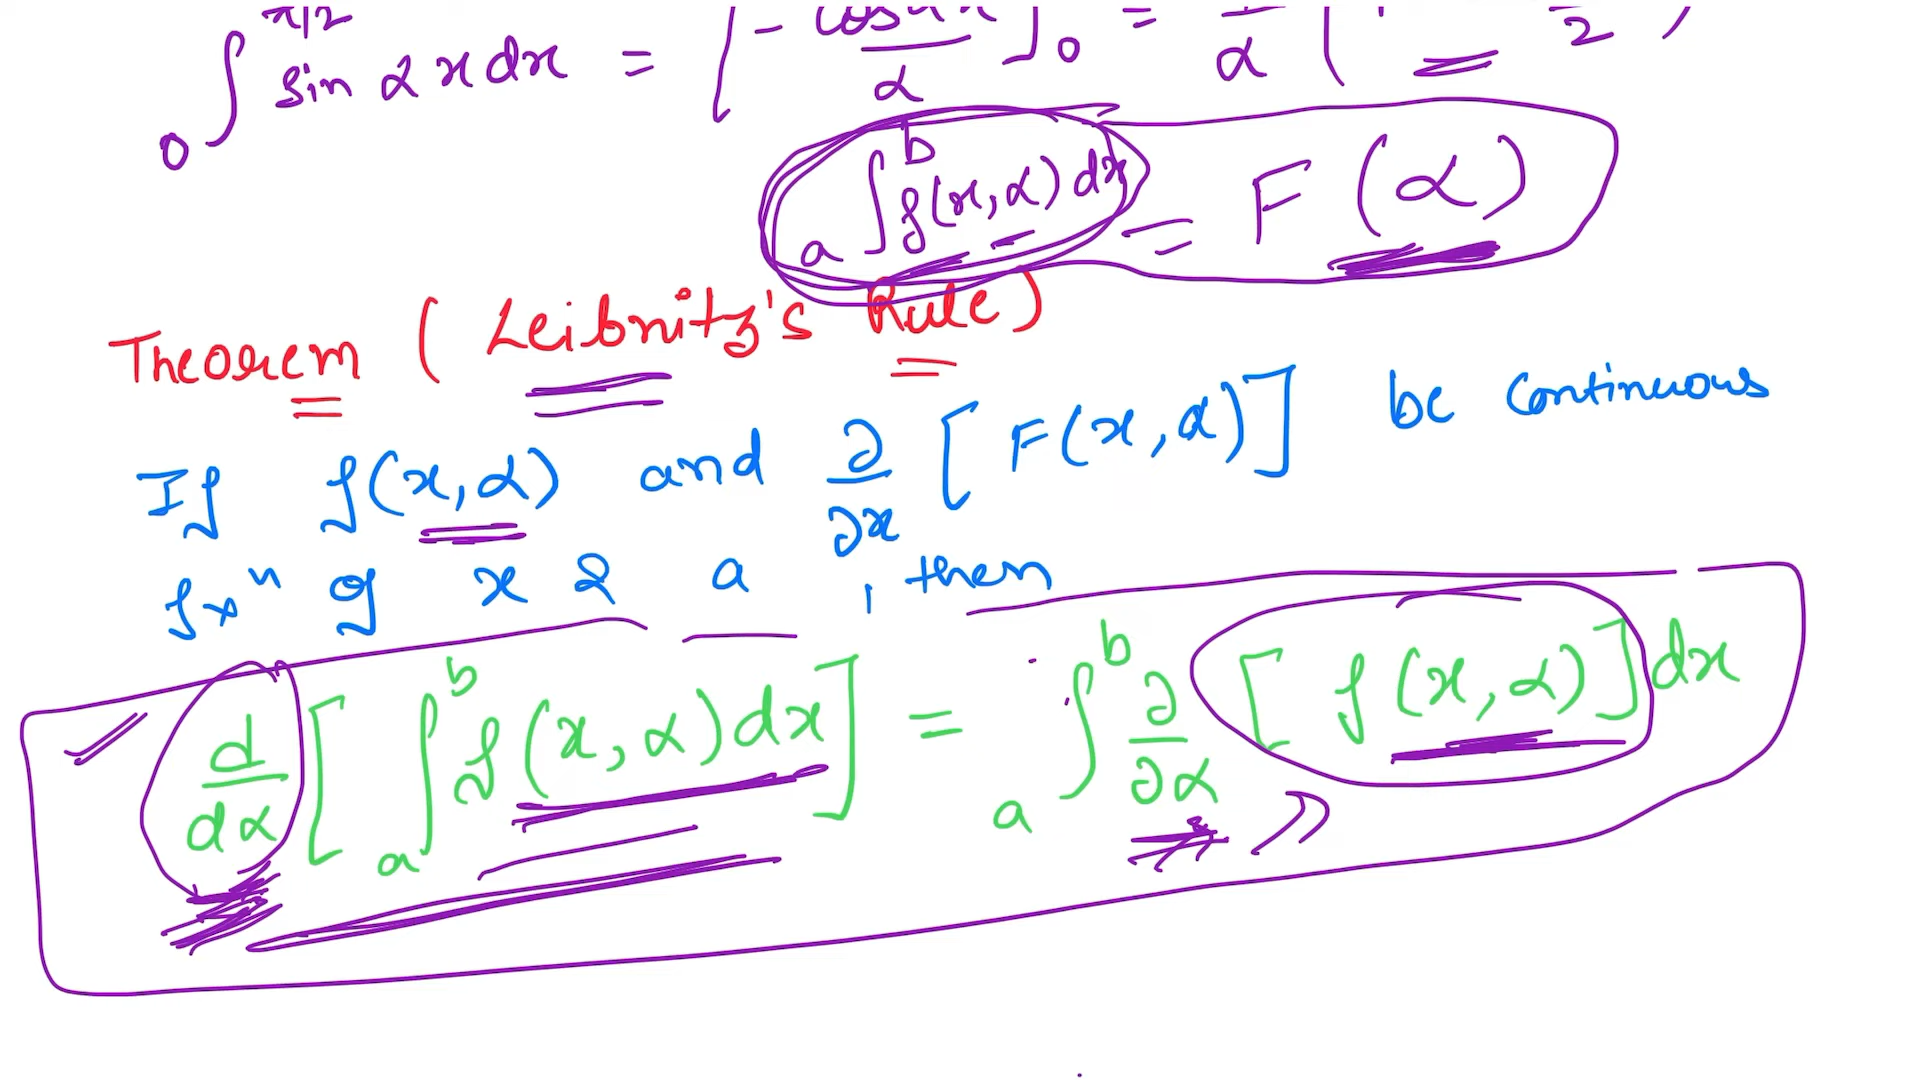 ∫₀^(π/2) sin αx dx = [-cos αx / α]₀ = 1/α ( 2 )
∫ₐᵇ f(x,α) dx = F(α)
Theorem (Leibnitz's Rule)
If f(x,α) and ∂/∂x [F(x,α)] be continuous
fxⁿ of x & a , then
d/dα [∫ₐᵇ f(x,α) dx] = ∫ₐᵇ ∂/∂α [f(x,α)] dx